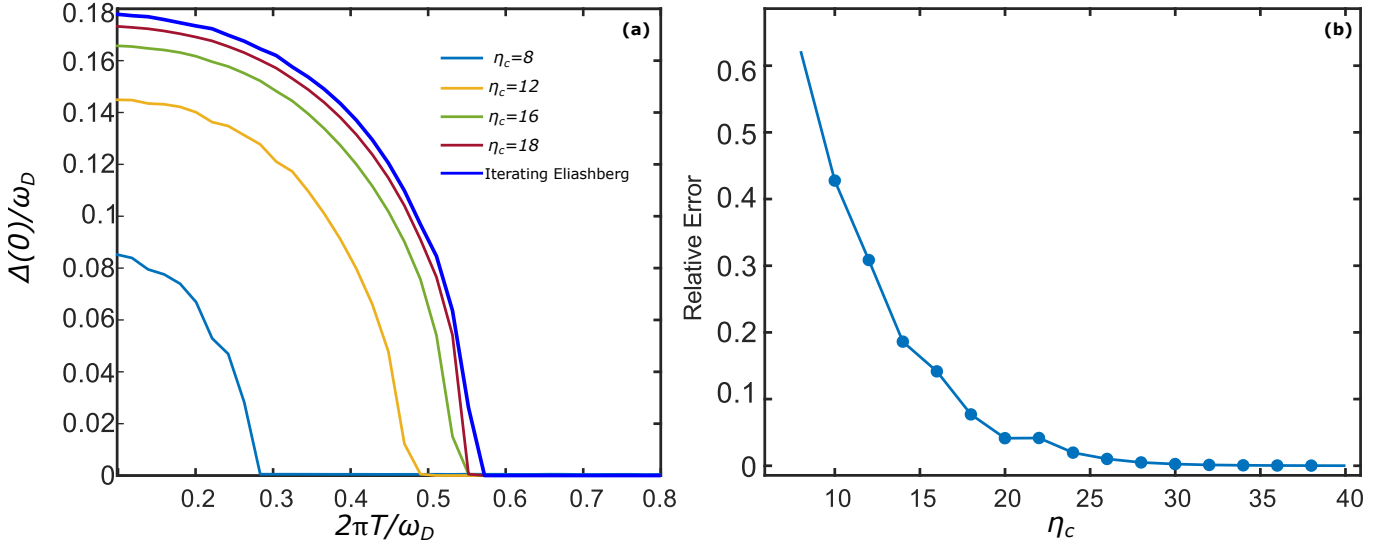 (a)
0.18
0.16
0.14
0.12
0.1
0.08
0.06
0.04
0.02
0
Δ(0)/ω_D
η_c=8
η_c=12
η_c=16
η_c=18
Iterating Eliashberg
0.2 0.3 0.4 0.5 0.6 0.7 0.8
2πT/ω_D
(b)
0.6
0.5
0.4
0.3
0.2
0.1
0
Relative Error
10 15 20 25 30 35 40
η_c